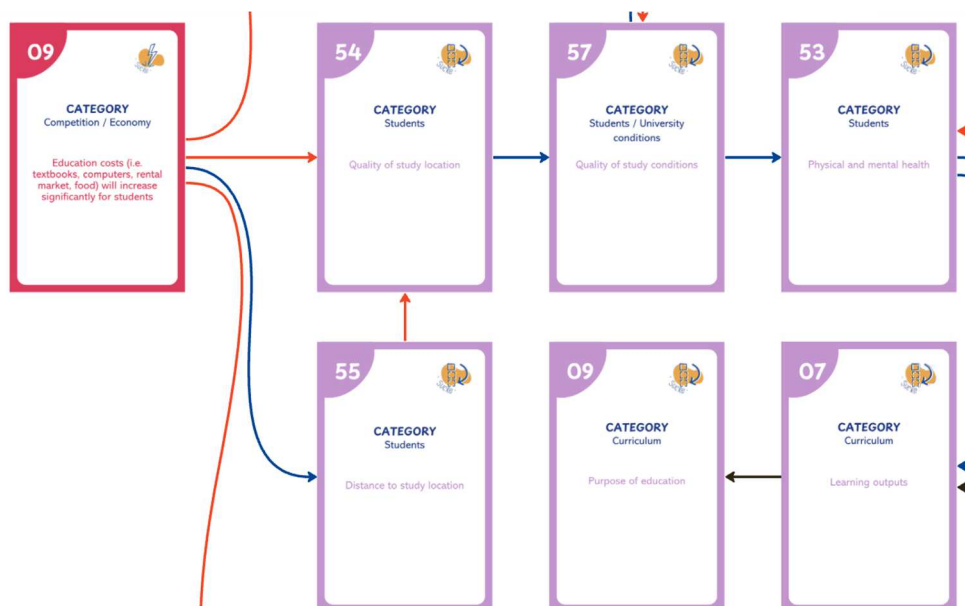 09
CATEGORY
Competition / Economy
Education costs (i.e.
textbooks, computers, rental
market, food) will increase
significantly for students
54
CATEGORY
Students
Quality of study location
57
CATEGORY
Students / University
conditions
Quality of study conditions
53
CATEGORY
Students
Physical and mental health
55
CATEGORY
Students
Distance to study location
09
CATEGORY
Curriculum
Purpose of education
07
CATEGORY
Curriculum
Learning outputs